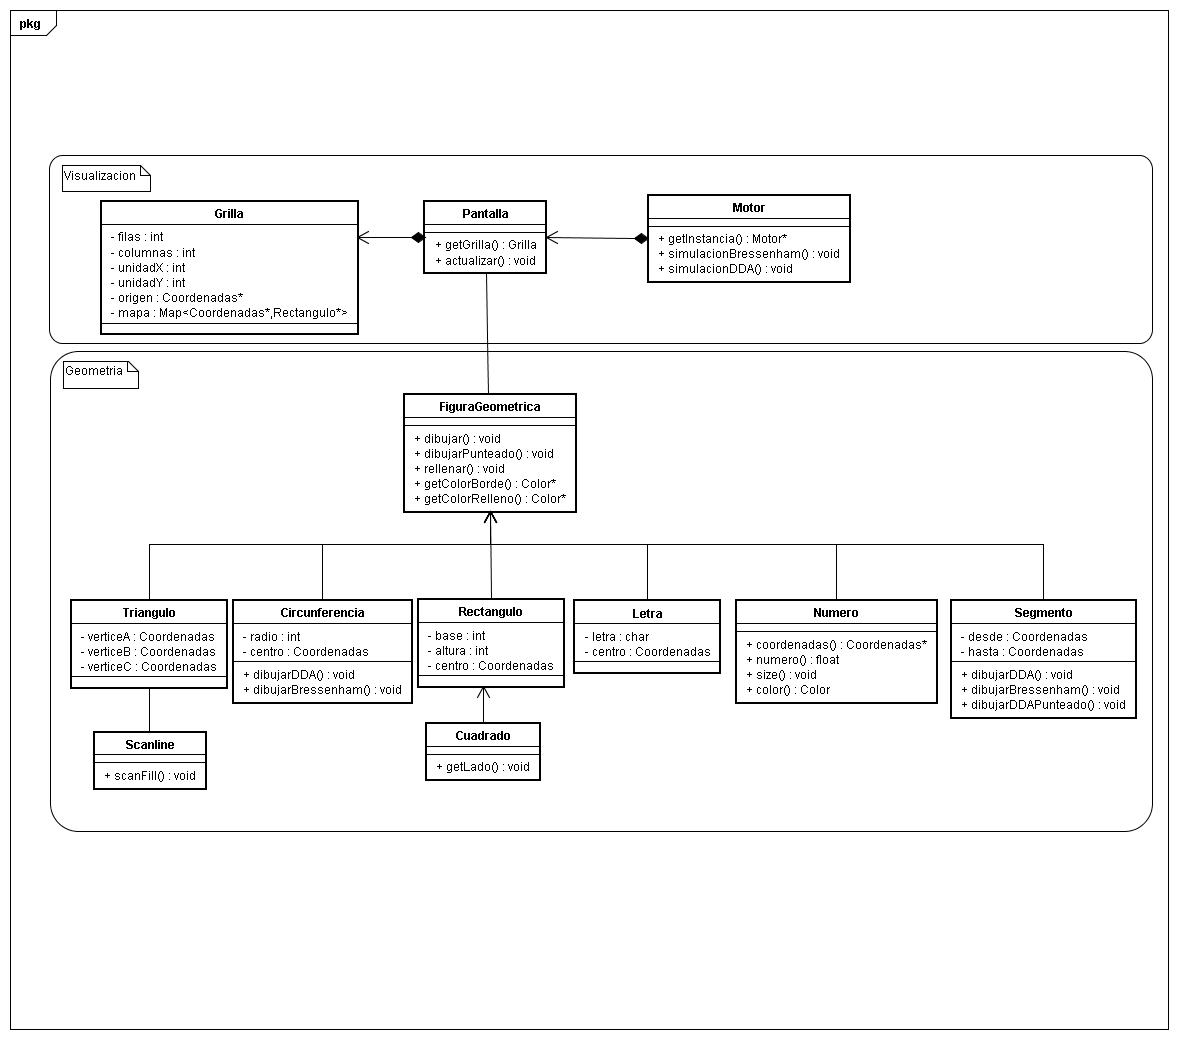 pkg
Visualizacion
Grilla
- filas : int
- columnas : int
- unidadX : int
- unidadY : int
- origen : Coordenadas*
- mapa : Map<Coordenadas*,Rectangulo*>
Pantalla
+ getGrilla() : Grilla
+ actualizar() : void
Motor
+ getInstancia() : Motor*
+ simulacionBressenham() : void
+ simulacionDDA() : void
Geometria
FiguraGeometrica
+ dibujar() : void
+ dibujarPunteado() : void
+ rellenar() : void
+ getColorBorde() : Color*
+ getColorRelleno() : Color*
Triangulo
- verticeA : Coordenadas
- verticeB : Coordenadas
- verticeC : Coordenadas
Circunferencia
- radio : int
- centro : Coordenadas
+ dibujarDDA() : void
+ dibujarBressenham() : void
Rectangulo
- base : int
- altura : int
- centro : Coordenadas
Letra
- letra : char
- centro : Coordenadas
Numero
+ coordenadas() : Coordenadas*
+ numero() : float
+ size() : void
+ color() : Color
Segmento
- desde : Coordenadas
- hasta : Coordenadas
+ dibujarDDA() : void
+ dibujarBressenham() : void
+ dibujarDDAPunteado() : void
Scanline
+ scanFill() : void
Cuadrado
+ getLado() : void